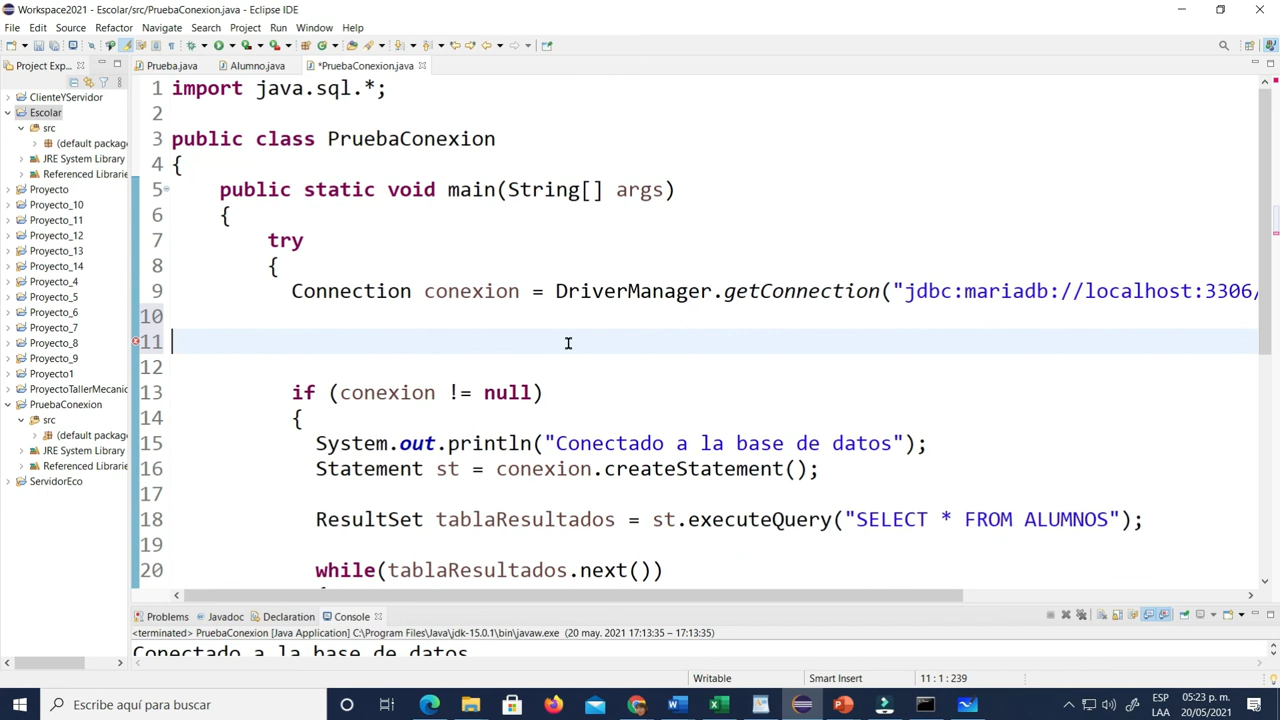 Workspace2021 - Escolar/src/PruebaConexion.java - Eclipse IDE
File Edit Source Refactor Navigate Search Project Run Window Help
Project Exp...
Prueba.java Alumno.java *PruebaConexion.java
ClienteYServidor
Escolar
src
(default package
JRE System Library
Referenced Librarie
Proyecto
Proyecto_10
Proyecto_11
Proyecto_12
Proyecto_13
Proyecto_14
Proyecto_4
Proyecto_5
Proyecto_6
Proyecto_7
Proyecto_8
Proyecto_9
Proyecto1
ProyectoTallerMecanic
PruebaConexion
src
(default package
JRE System Library
Referenced Librarie
ServidorEco
1 import java.sql.*;
2
3 public class PruebaConexion
4 {
5 public static void main(String[] args)
6 {
7 try
8 {
9 Connection conexion = DriverManager.getConnection("jdbc:mariadb://localhost:3306/
10
11
12
13 if (conexion != null)
14 {
15 System.out.println("Conectado a la base de datos");
16 Statement st = conexion.createStatement();
17
18 ResultSet tablaResultados = st.executeQuery("SELECT * FROM ALUMNOS");
19
20 while(tablaResultados.next())
Problems Javadoc Declaration Console
<terminated> PruebaConexion [Java Application] C:\Program Files\Java\jdk-15.0.1\bin\javaw.exe (20 may. 2021 17:13:35 – 17:13:35)
Conectado a la base de datos
Writable Smart Insert 11 : 1 : 239
Escribe aquí para buscar
ESP 05:23 p. m.
LAA 20/05/2021